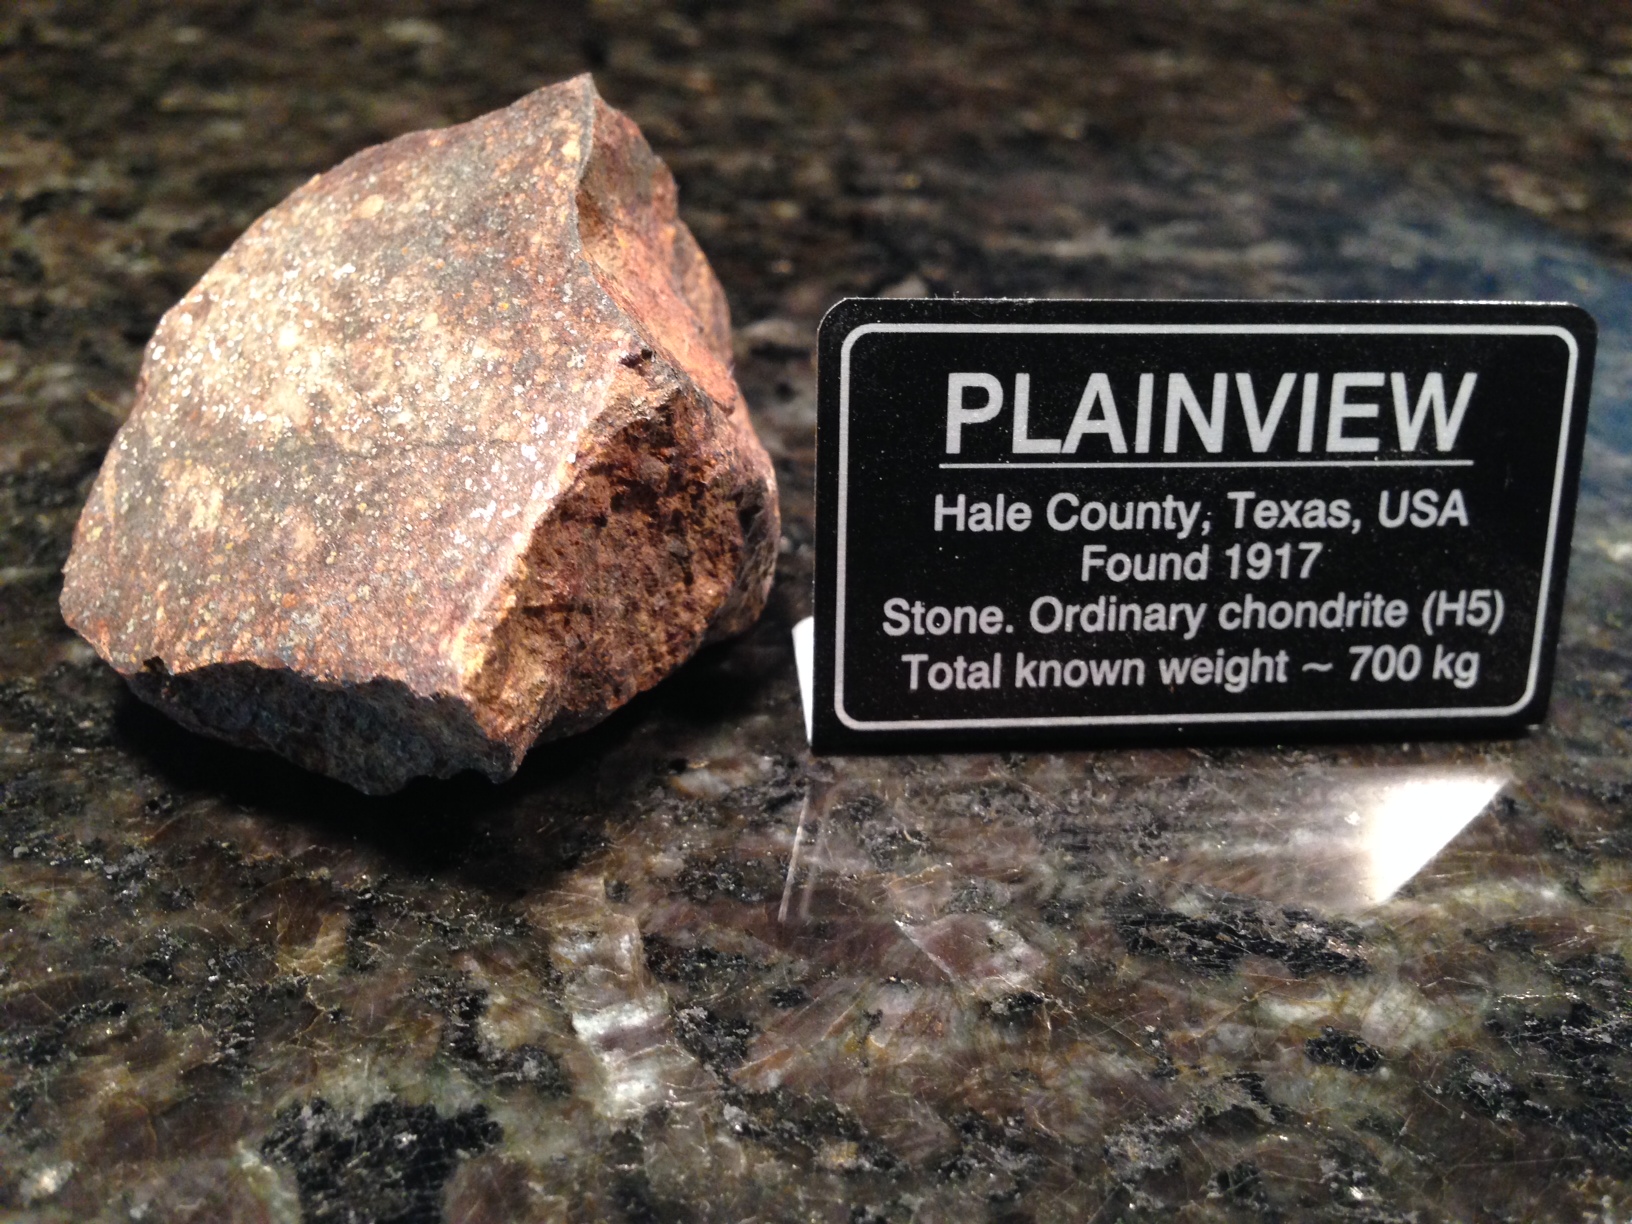 PLAINVIEW
Hale County, Texas, USA
Found 1917
Stone. Ordinary chondrite (H5)
Total known weight ~ 700 kg